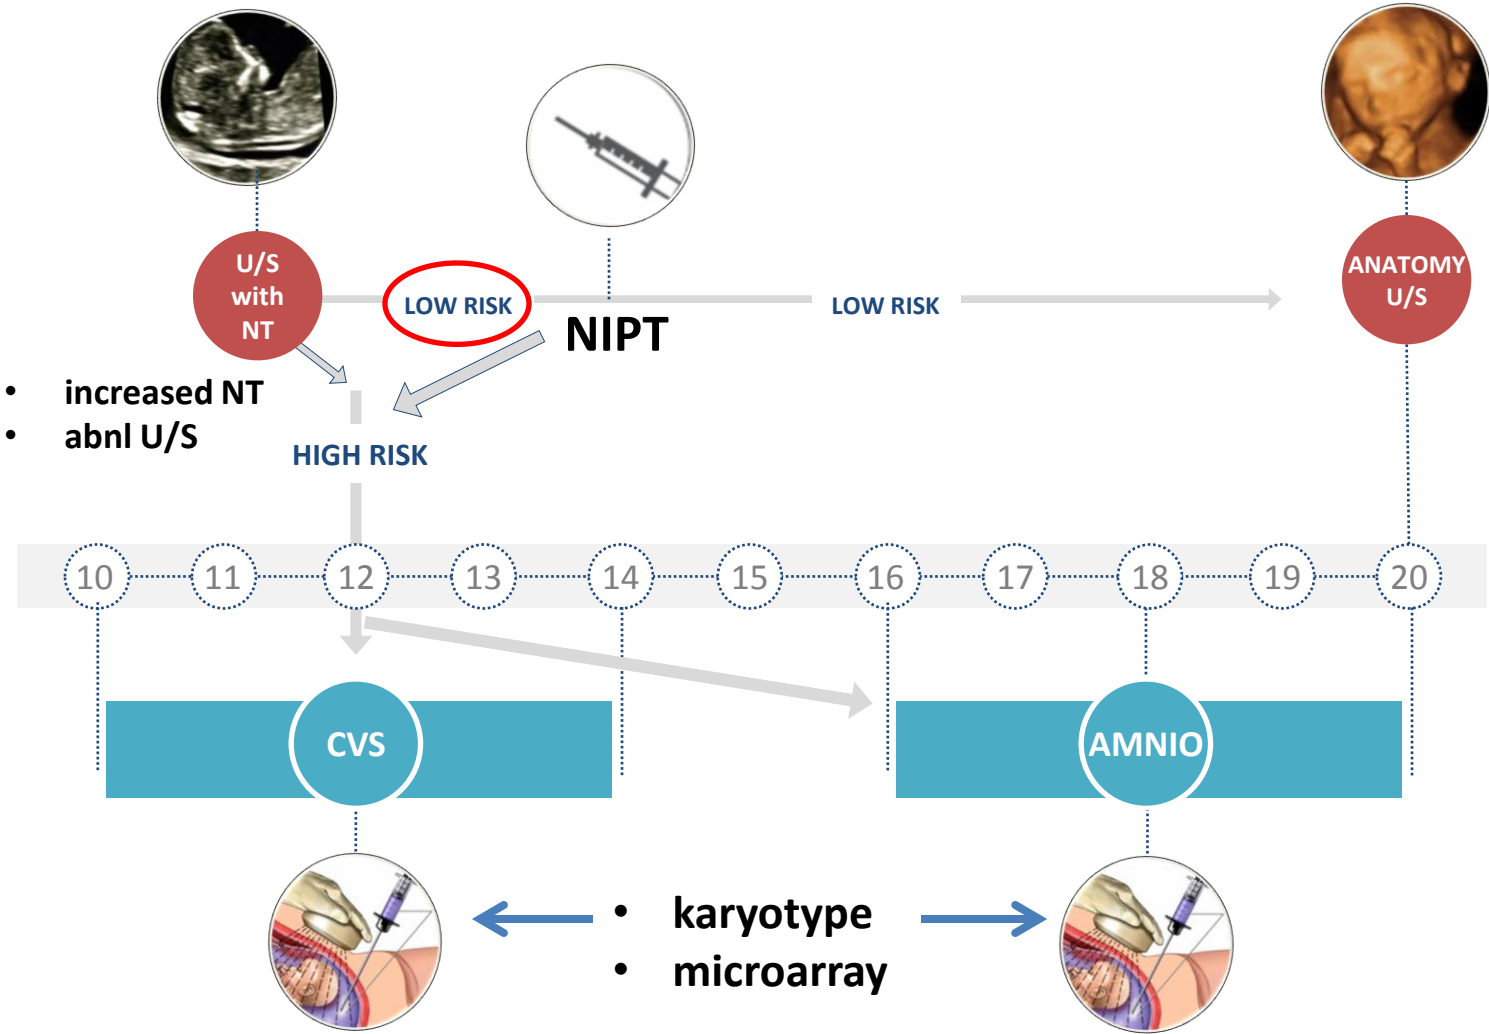 U/S
with
NT
LOW RISK
NIPT
LOW RISK
ANATOMY
U/S
• increased NT
• abnl U/S
HIGH RISK
10 11 12 13 14 15 16 17 18 19 20
CVS
AMNIO
• karyotype
• microarray